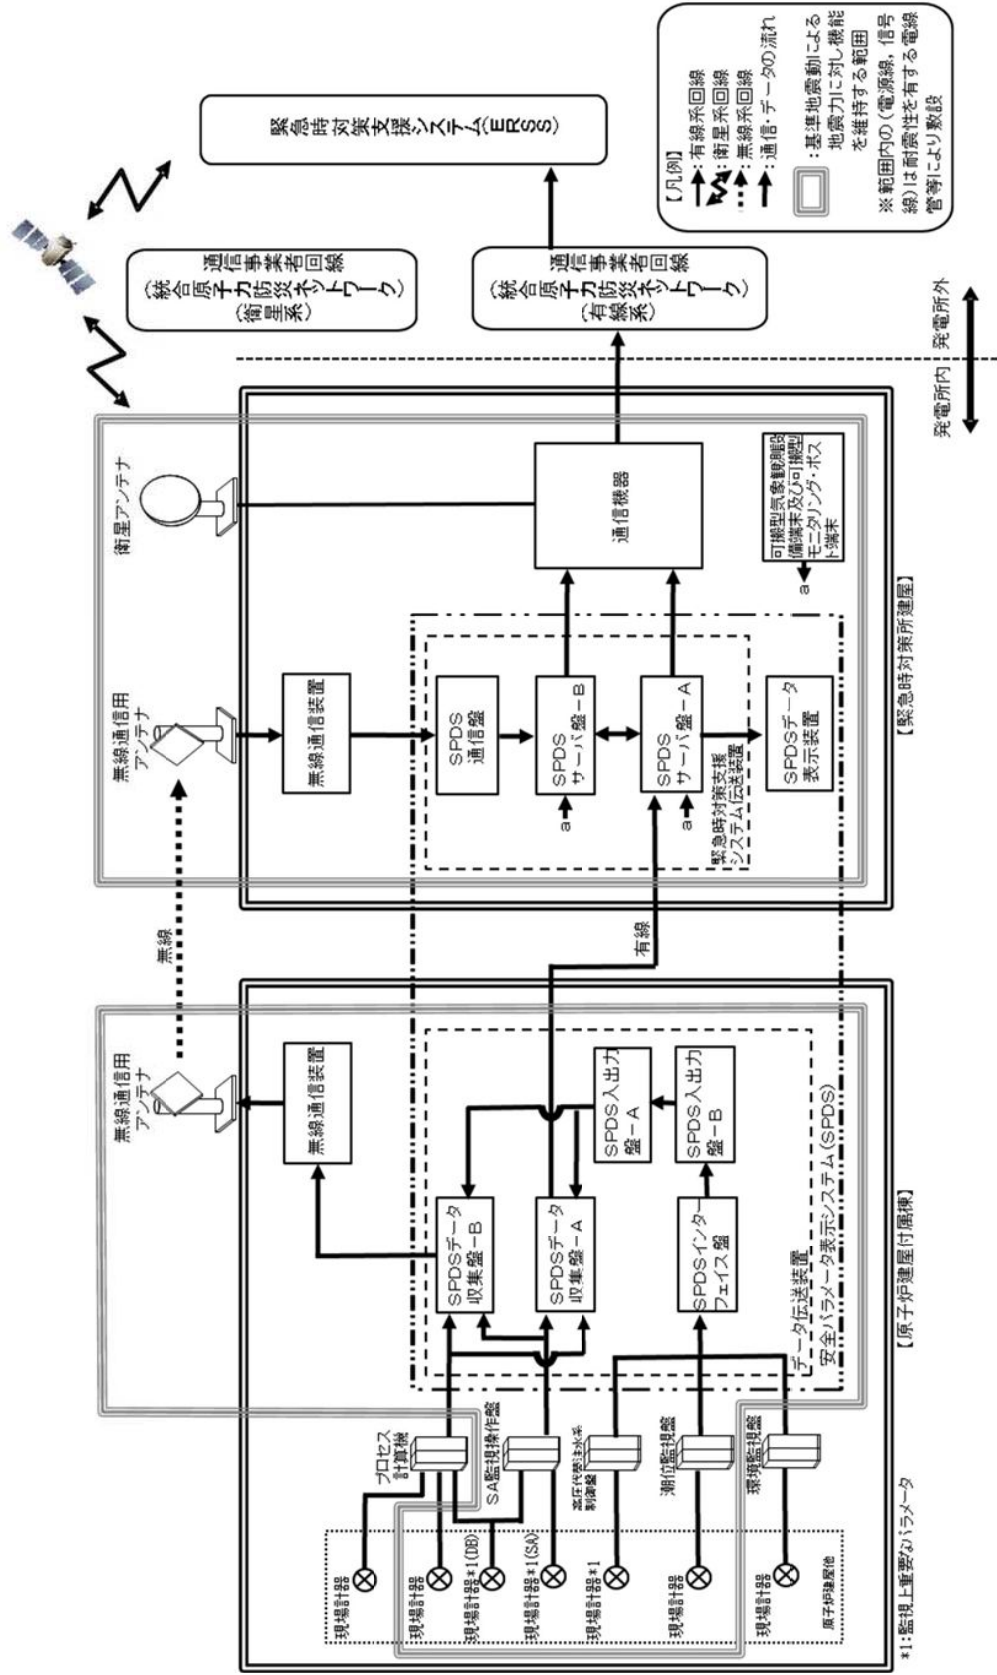 現場計器
現場計器
現場計器*1(DB)
現場計器*1(SA)
現場計器*1
現場計器
現場計器
原子炉建屋他
プロセス
計算機
SA監視操作盤
高圧代替注水系
制御盤
潮位監視盤
環境監視盤
*1:監視上重要なパラメータ
無線通信用
アンテナ
無線通信装置
SPDSデータ
収集盤-B
SPDSデータ
収集盤-A
SPDSインター
フェイス盤
SPDS入出力
盤-A
SPDS入出力
盤-B
データ伝送装置
安全パラメータ表示システム(SPDS)
【原子炉建屋付属棟】
無線
有線
無線通信用
アンテナ
衛星アンテナ
無線通信装置
SPDS
通信盤
SPDS
サーバ盤-B
a
SPDS
サーバ盤-A
a
緊急時対策支援
システム伝送装置
SPDSデータ
表示装置
通信機器
可搬型気象観測設
備端末及び可搬型
モニタリング・ポス
ト端末
a
【緊急時対策所建屋】
発電所内
発電所外
通信事業者回線
(統合原子力防災ネットワーク)
(衛星系)
通信事業者回線
(統合原子力防災ネットワーク)
(有線系)
緊急時対策支援システム(ERSS)
【凡例】
:有線系回線
:衛星系回線
:無線系回線
:通信・データの流れ
:基準地震動による
地震力に対し機能
を維持する範囲
※範囲内の(電源線,信号
線)は耐震性を有する電線
管等により敷設